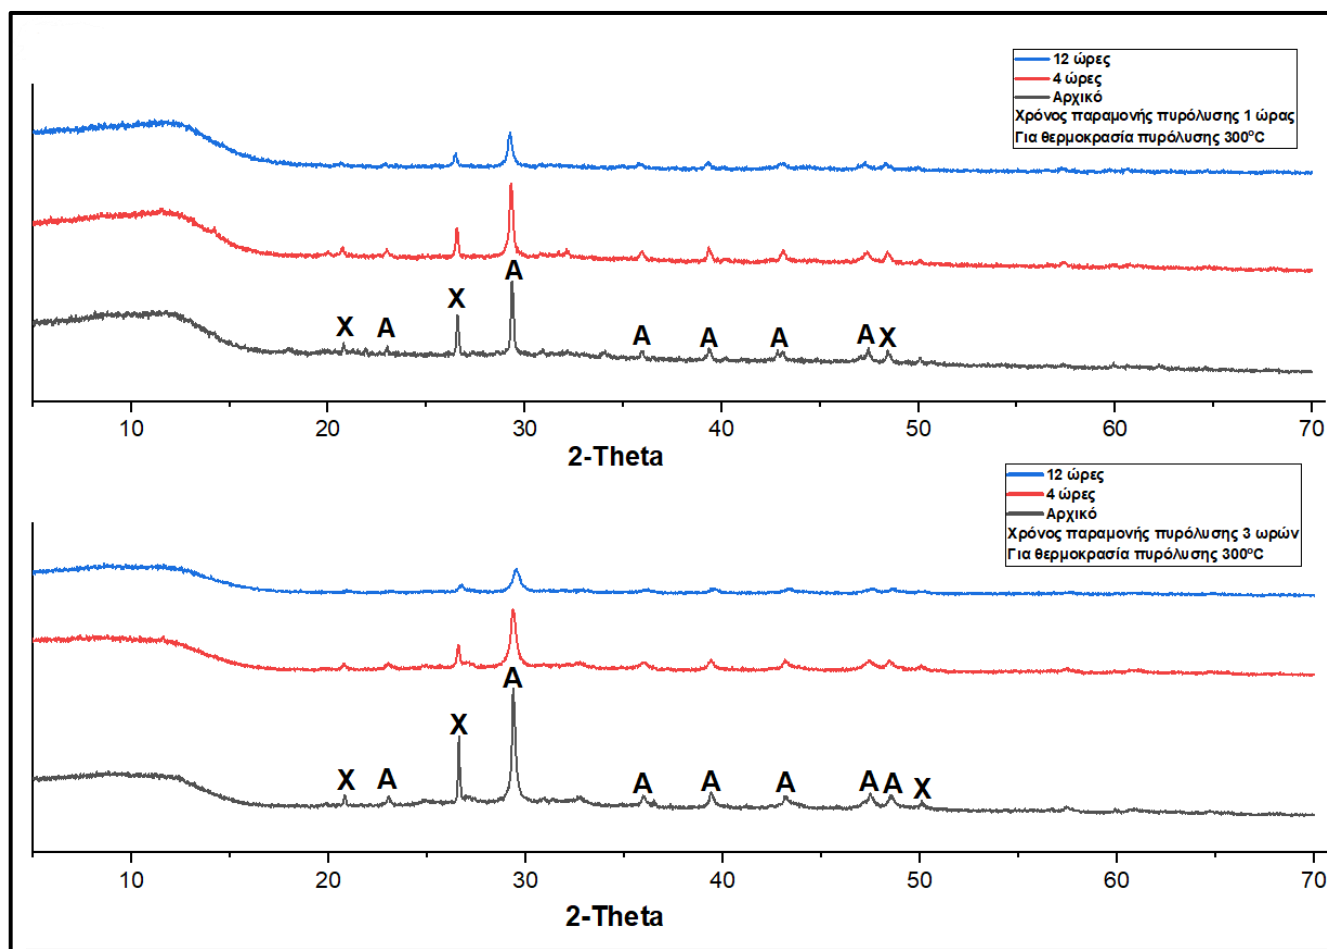 12 ώρες
4 ώρες
Αρχικό
Χρόνος παραμονής πυρόλυσης 1 ώρας
Για θερμοκρασία πυρόλυσης 300°C
A
X
X A A A A A X
10 20 30 40 50 60 70
2-Theta
12 ώρες
4 ώρες
Αρχικό
Χρόνος παραμονής πυρόλυσης 3 ωρών
Για θερμοκρασία πυρόλυσης 300°C
A
X
X A A A A A A X
10 20 30 40 50 60 70
2-Theta